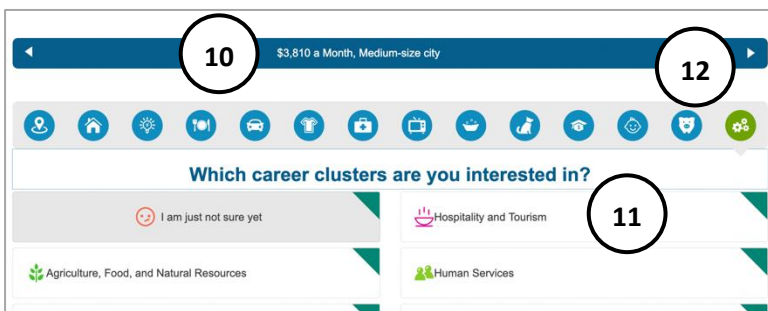 10
$3,810 a Month, Medium-size city
12
Which career clusters are you interested in?
I am just not sure yet
Hospitality and Tourism
11
Agriculture, Food, and Natural Resources
Human Services